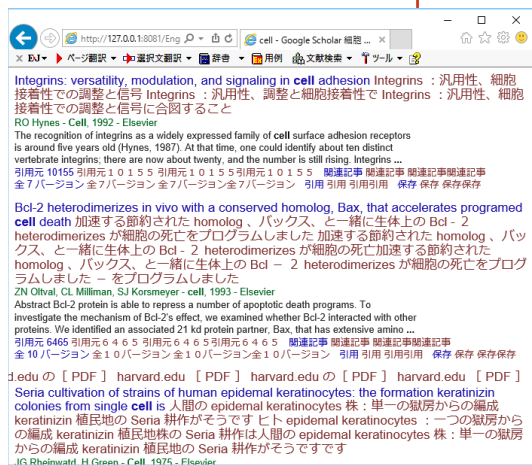 http://127.0.0.1:8081/Eng
cell - Google Scholar 細胞 ...
× EJ▾ ページ翻訳 ▾ 選択文翻訳 ▾ 辞書 ▾ 用例 文献検索 ▾ ツール ▾
Integrins: versatility, modulation, and signaling in cell adhesion Integrins ：汎用性、細胞
接着性での調整と信号 Integrins ：汎用性、調整と細胞接着性で Integrins ：汎用性、細胞
接着性での調整と信号に合図すること
RO Hynes - Cell, 1992 - Elsevier
The recognition of integrins as a widely expressed family of cell surface adhesion receptors
is around five years old (Hynes, 1987). At that time, one could identify about ten distinct
vertebrate integrins; there are now about twenty, and the number is still rising. Integrins ...
引用元 10155 引用元１０１５５ 引用元１０１５５引用元１０１５５ 関連記事 関連記事 関連記事関連記事
全 7 バージョン 全７バージョン 全７バージョン全７バージョン 引用 引用 引用引用 保存 保存 保存保存
Bcl-2 heterodimerizes in vivo with a conserved homolog, Bax, that accelerates programed
cell death 加速する節約された homolog 、バックス、と一緒に生体上の Bcl - ２
heterodimerizes が細胞の死亡をプログラムしました 加速する節約された homolog 、バッ
クス、と一緒に生体上の Bcl － ２ heterodimerizes が細胞の死亡加速する節約された
homolog 、バックス、と一緒に生体上の Bcl － ２ heterodimerizes が細胞の死亡をプログ
ラムしました － をプログラムしました
ZN Oltval, CL Milliman, SJ Korsmeyer - cell, 1993 - Elsevier
Abstract Bcl-2 protein is able to repress a number of apoptotic death programs. To
investigate the mechanism of Bcl-2's effect, we examined whether Bcl-2 interacted with other
proteins. We identified an associated 21 kd protein partner, Bax, that has extensive amino ...
引用元 6465 引用元６４６５ 引用元６４６５引用元６４６５ 関連記事 関連記事 関連記事関連記事
全 10 バージョン 全１０バージョン 全１０バージョン全１０バージョン 引用 引用 引用引用 保存 保存 保存保存
d.edu の［ PDF ］ harvard.edu ［ PDF ］ harvard.edu の［ PDF ］ harvard.edu ［ PDF ］
Seria cultivation of strains of human epidermal keratinocytes: the formation keratinizin
colonies from single cell is 人間の epidemal keratinocytes 株：単一の獄房からの編成
keratinizin 植民地の Seria 耕作がそうです ヒト epidemal keratinocytes ：一つの獄房から
の編成 keratinizin 植民地株の Seria 耕作は人間の epidemal keratinocytes 株：単一の獄房
からの編成 keratinizin 植民地の Seria 耕作がそうですです
JG Rheinwald, H Green - Cell, 1975 - Elsevier